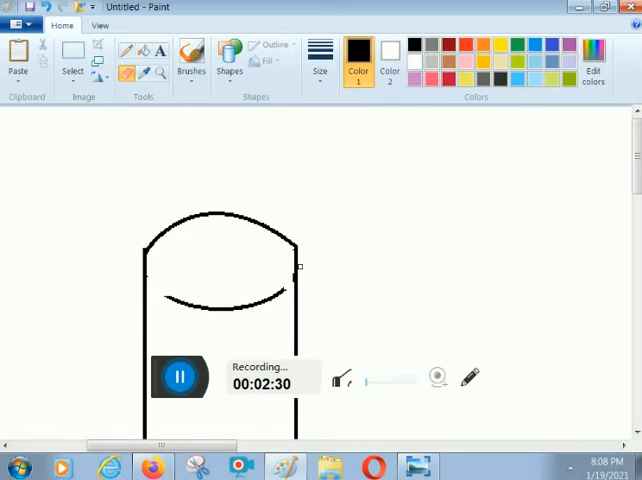 Untitled - Paint
Home View
Paste
Select
Brushes
Shapes
Outline
Fill
Size
Color
1
Color
2
Edit
colors
Clipboard
Image
Tools
Shapes
Colors
Recording...
00:02:30
8:08 PM
1/19/2021